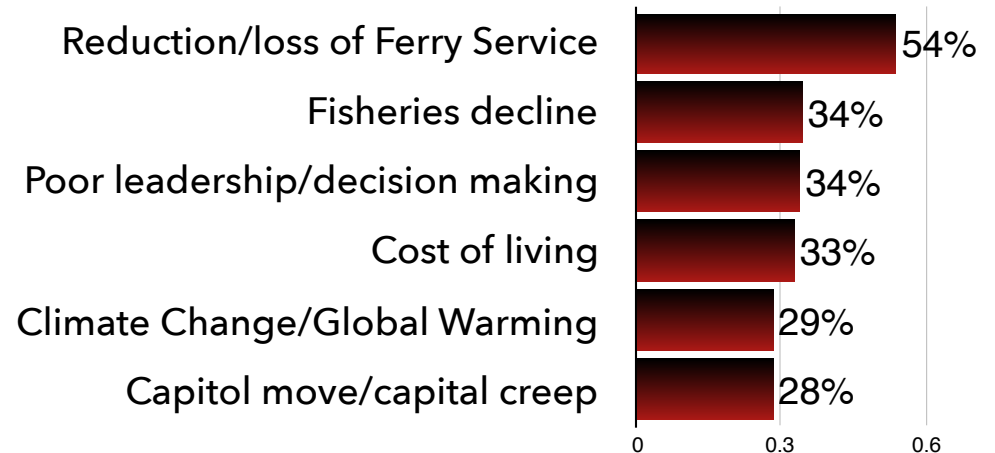 Reduction/loss of Ferry Service 54%
Fisheries decline 34%
Poor leadership/decision making 34%
Cost of living 33%
Climate Change/Global Warming 29%
Capitol move/capital creep 28%
0 0.3 0.6